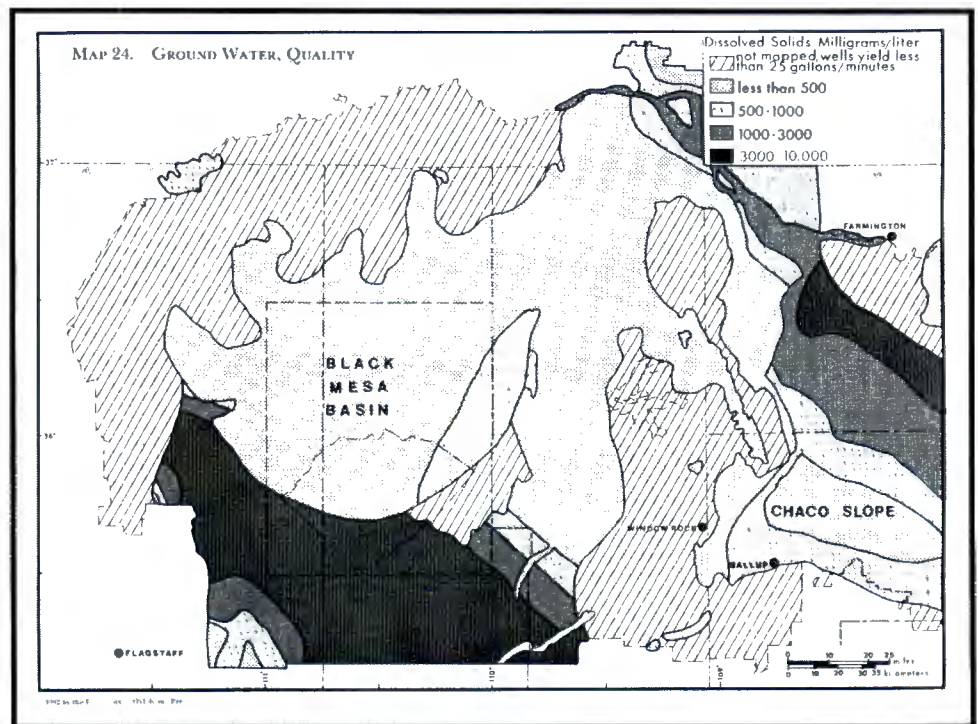 MAP 24. GROUND WATER, QUALITY
Dissolved Solids Milligrams/liter
not mapped, wells yield less
than 25 gallons/minutes
less than 500
500-1000
1000-3000
3000-10,000
37°
FARMINGTON
BLACK
MESA
BASIN
36°
CHACO SLOPE
WINDOW ROCK
GALLUP
FLAGSTAFF
111°
110°
109°
10 0 10 20 25
10 0 10 20 30 35 kilometers